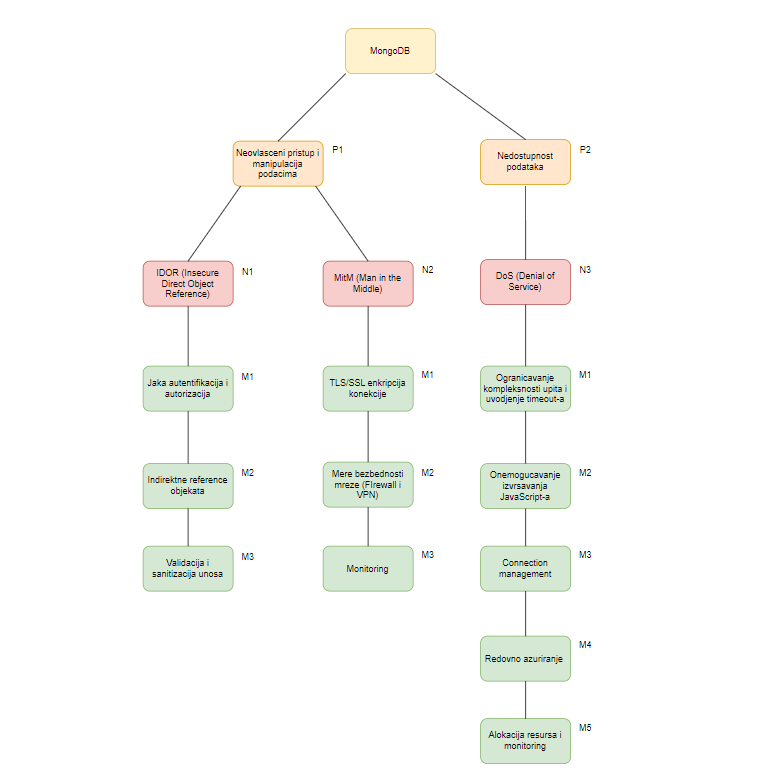 MongoDB
Neovlasceni pristup i
manipulacija
podacima
P1
Nedostupnost
podataka
P2
IDOR (Insecure
Direct Object
Reference)
N1
MitM (Man in the
Middle)
N2
DoS (Denial of
Service)
N3
Jaka autentifikacija i
autorizacija
M1
TLS/SSL enkripcija
konekcije
M1
Ogranicavanje
kompleksnosti upita i
uvodjenje timeout-a
M1
Indirektne reference
objekata
M2
Mere bezbednosti
mreze (FIrewall i
VPN)
M2
Onemogucavanje
izvrsavanja
JavaScript-a
M2
Validacija i
sanitizacija unosa
M3
Monitoring
M3
Connection
management
M3
Redovno azuriranje
M4
Alokacija resursa i
monitoring
M5